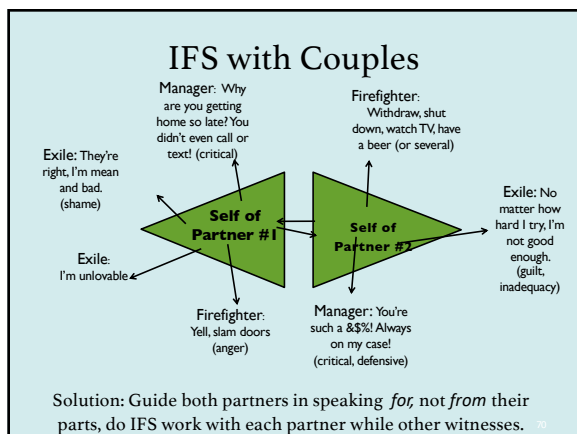 IFS with Couples
Manager: Why
are you getting
home so late? You
didn't even call or
text! (critical)
Firefighter:
Withdraw, shut
down, watch TV, have
a beer (or several)
Exile: They're
right, I'm mean
and bad.
(shame)
Self of
Partner #1
Self of
Partner #2
Exile: No
matter how
hard I try, I'm
not good
enough.
(guilt,
inadequacy)
Exile:
I'm unlovable
Firefighter:
Yell, slam doors
(anger)
Manager: You're
such a &$%! Always
on my case!
(critical, defensive)
Solution: Guide both partners in speaking for, not from their
parts, do IFS work with each partner while other witnesses.
70